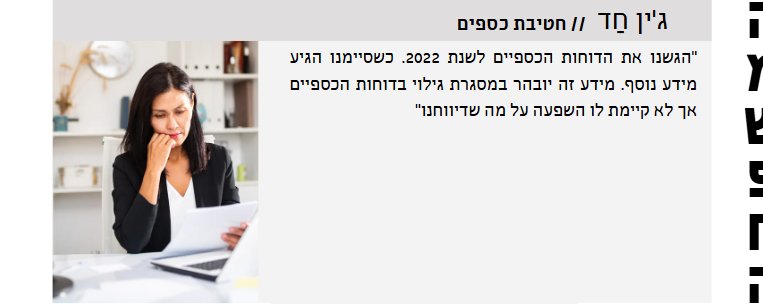 ג'ין חַד // חטיבת כספים
"הגשנו את הדוחות הכספיים לשנת 2022. כשסיימנו הגיע
מידע נוסף. מידע זה יובהר במסגרת גילוי בדוחות הכספיים
אך לא קיימת לו השפעה על מה שדיווחנו"